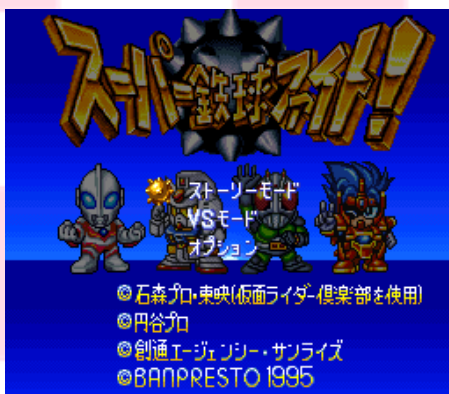 スーパー鉄球ファイト!
ストーリーモード
VSモード
オプション
©石森プロ・東映(仮面ライダー倶楽部を使用)
©円谷プロ
©創通エージェンシー・サンライズ
©BANPRESTO 1995